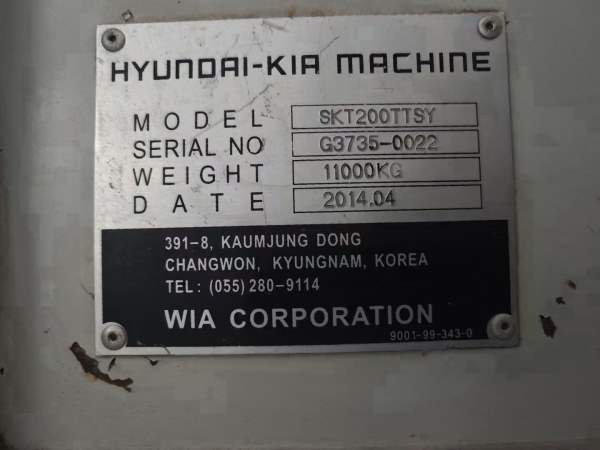 HYUNDAI-KIA MACHINE
MODEL SKT200TTSY
SERIAL NO G3735-0022
WEIGHT 11000KG
DATE 2014.04
391-8, KAUMJUNG DONG
CHANGWON, KYUNGNAM, KOREA
TEL: (055) 280-9114
WIA CORPORATION
9001-99-343-0